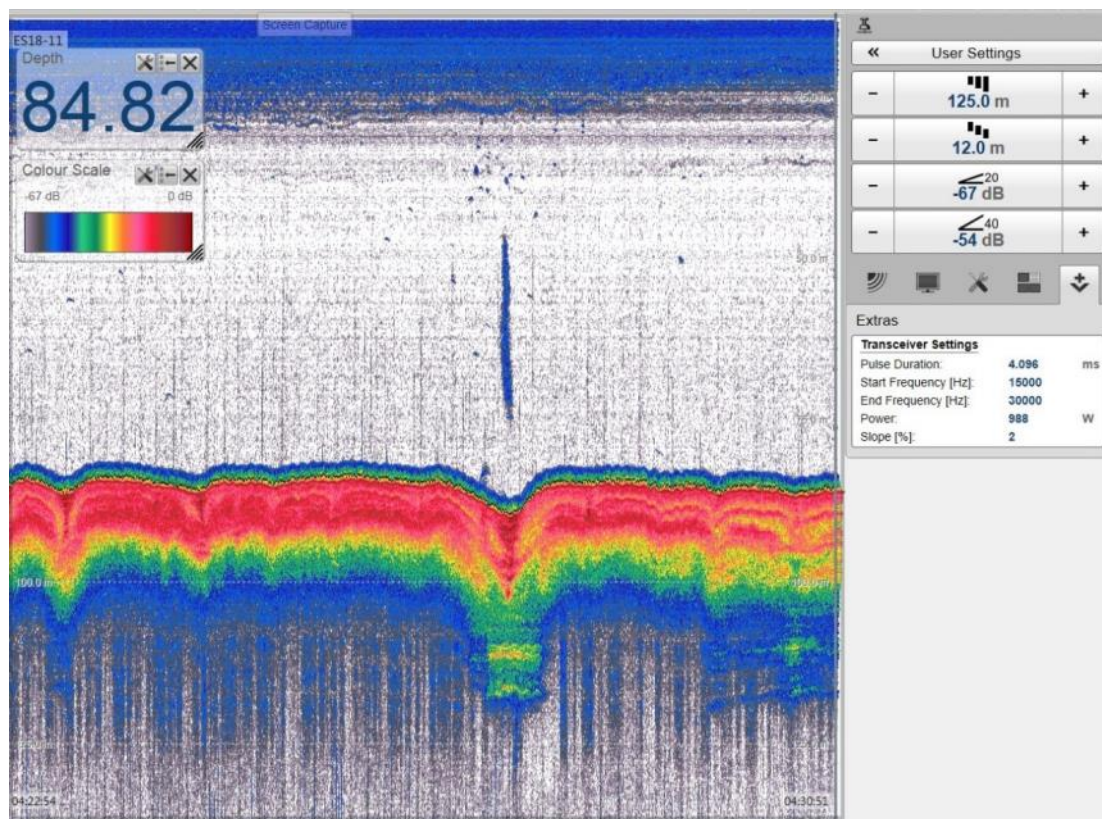 Screen Capture
ES18-11
Depth
84.82
Colour Scale
-67 dB 0 dB
50.0 m
100.0 m
04:22:54 04:30:51
User Settings
- 125.0 m +
- 12.0 m +
- 20 -67 dB +
- 40 -54 dB +
Extras
Transceiver Settings
Pulse Duration: 4.096 ms
Start Frequency [Hz]: 15000
End Frequency [Hz]: 30000
Power: 988 W
Slope [%]: 2